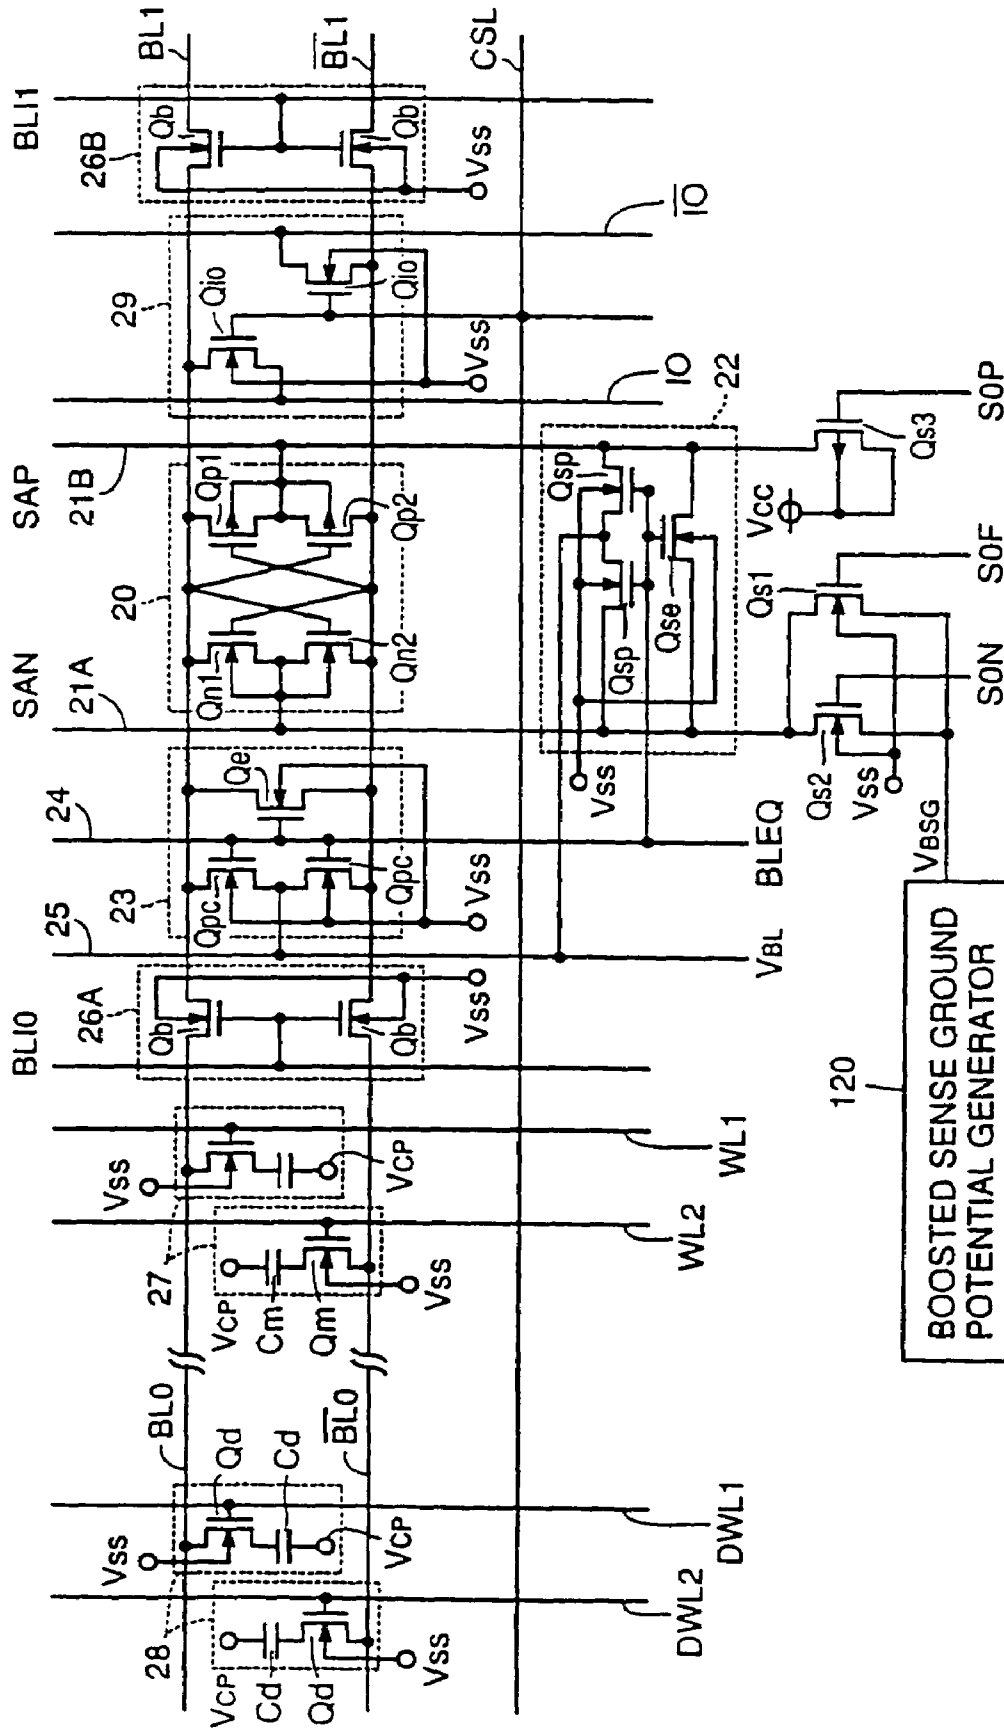 BLI0
25
24
SAN
SAP
BLI1
26A
23
21A
20
21B
29
26B
BL1
Vss
28
Qd
BL0
27
Vss
Qb
Qpc
Qe
Qn1
Qp1
Qio
Qb
VCP
Cd
Cd
VCP
Cm
Qd
VCP
Qm
VCP
Qb
Qpc
Qn2
Qp2
Qio
Qb
BL0
BL1
Vss
Vss
Vss
Vss
Vss
Vss
CSL
DWL2
DWL1
WL2
WL1
VBL
BLEQ
Vss
Qsp
Qsp
Qse
22
IO
IO
Qs2
Qs1
Vcc
Qs3
Vss
VBSG
SON
SOF
SOP
120
BOOSTED SENSE GROUND
POTENTIAL GENERATOR